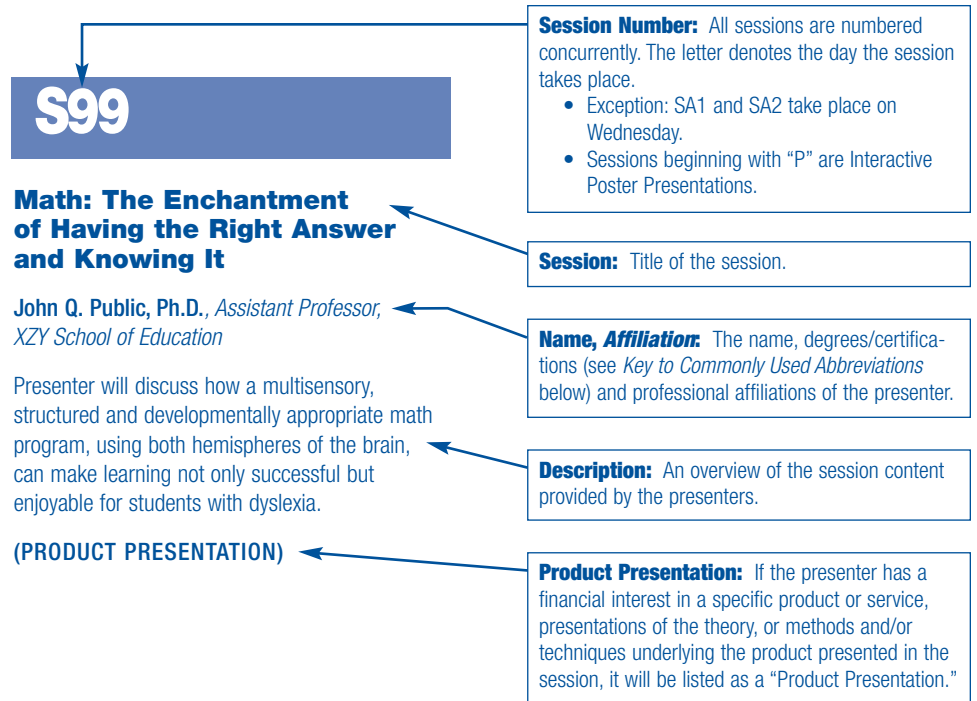 S99
Math: The Enchantment
of Having the Right Answer
and Knowing It
John Q. Public, Ph.D., Assistant Professor,
XZY School of Education
Presenter will discuss how a multisensory,
structured and developmentally appropriate math
program, using both hemispheres of the brain,
can make learning not only successful but
enjoyable for students with dyslexia.
(PRODUCT PRESENTATION)
Session Number: All sessions are numbered
concurrently. The letter denotes the day the session
takes place.
• Exception: SA1 and SA2 take place on
Wednesday.
• Sessions beginning with “P” are Interactive
Poster Presentations.
Session: Title of the session.
Name, Affiliation: The name, degrees/certifica-
tions (see Key to Commonly Used Abbreviations
below) and professional affiliations of the presenter.
Description: An overview of the session content
provided by the presenters.
Product Presentation: If the presenter has a
financial interest in a specific product or service,
presentations of the theory, or methods and/or
techniques underlying the product presented in the
session, it will be listed as a “Product Presentation.”